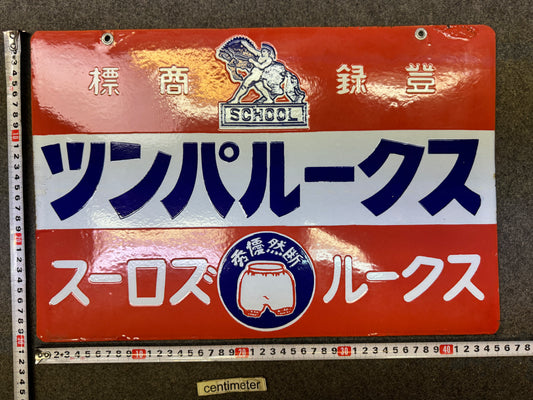 登録商標
SCHOOL
スクールパンツ
断然優秀
スクール ズロース
centimeter